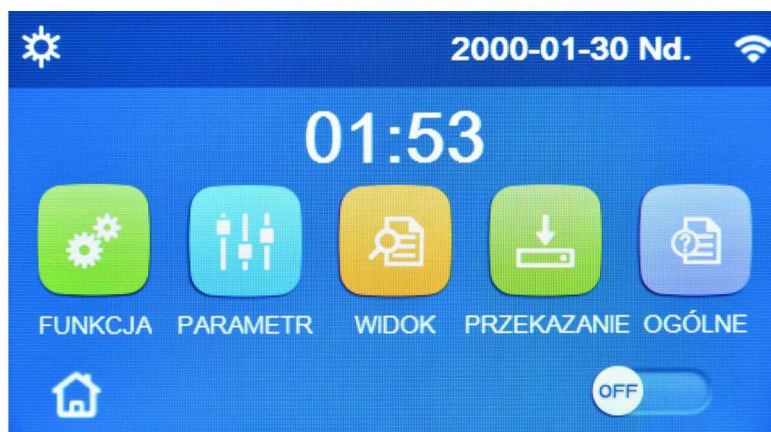 2000-01-30 Nd.
01:53
FUNKCJA PARAMETR WIDOK PRZEKAZANIE OGÓLNE
OFF